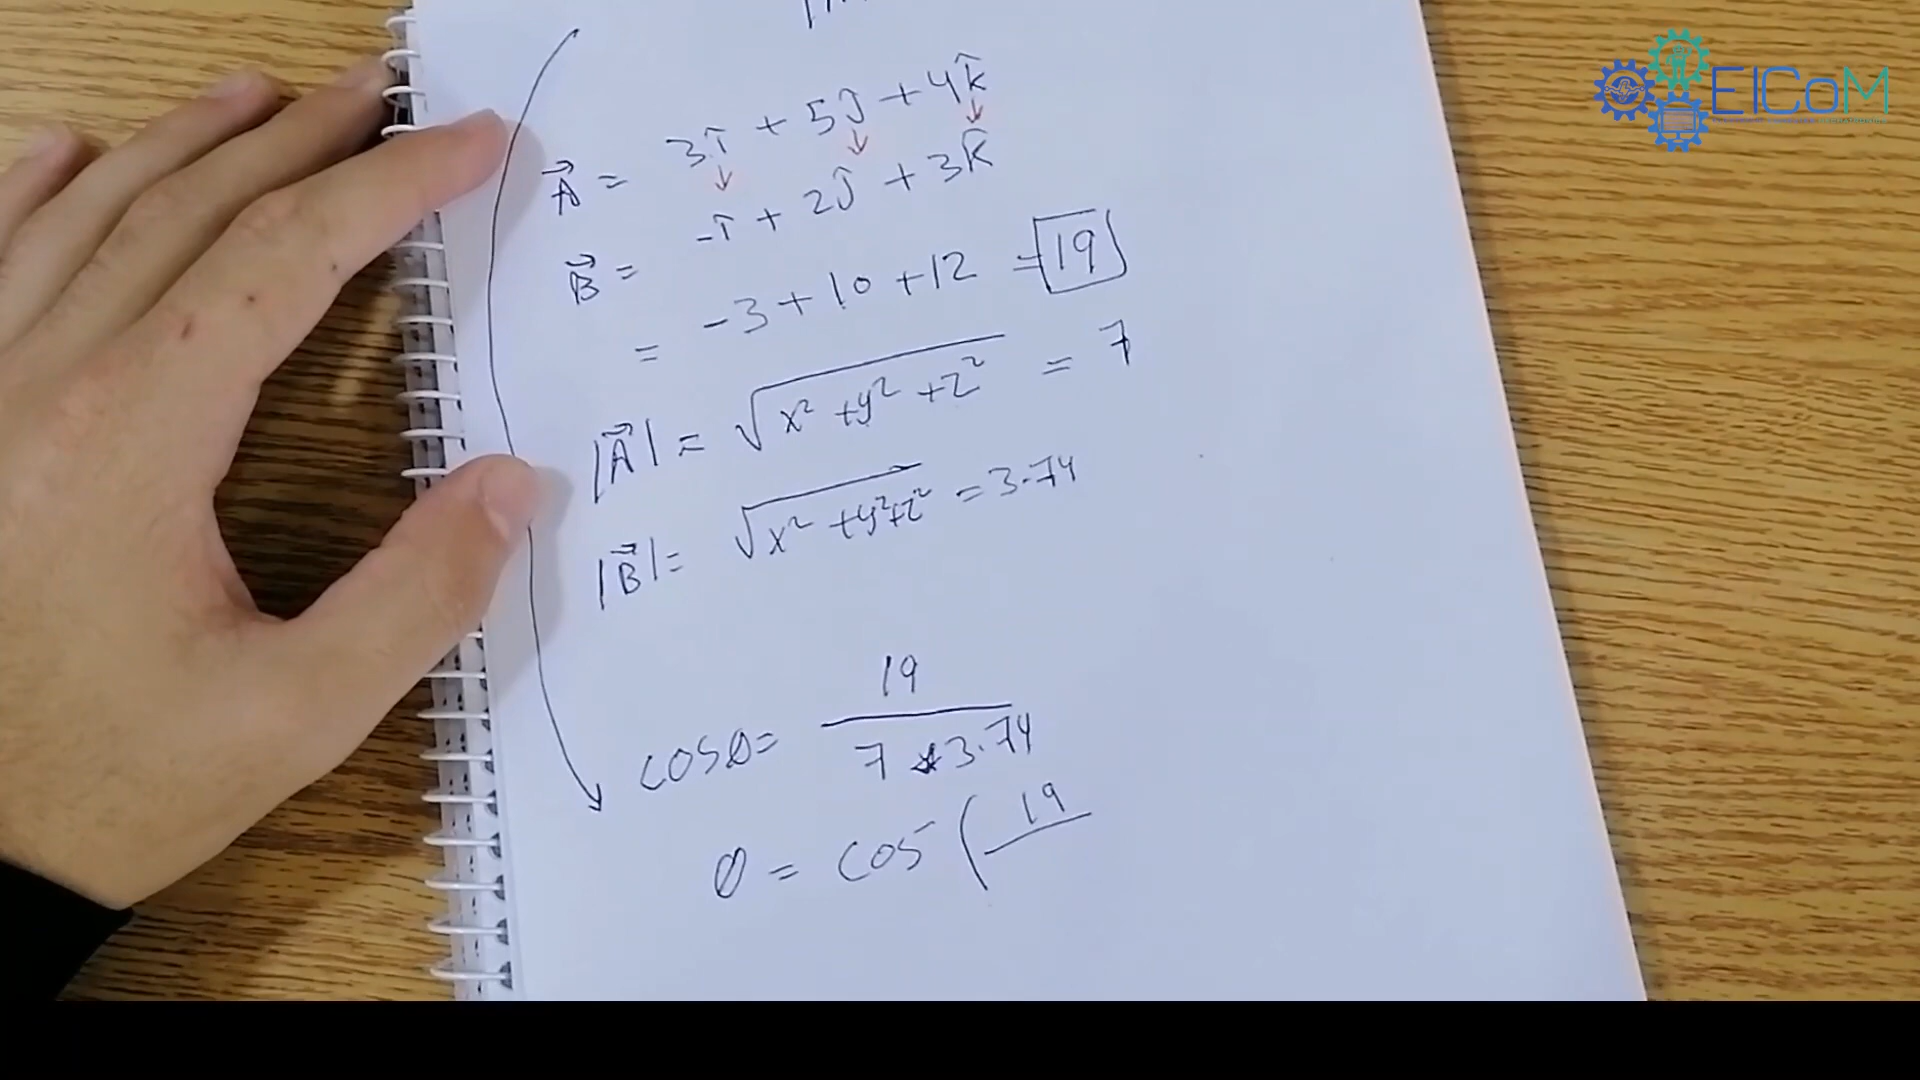 EICoM
A⃗ = 3î + 5ĵ + 4k̂
B⃗ = -î + 2ĵ + 3k̂
= -3 + 10 + 12 = 19
|A⃗| = √(x² + y² + z²) = 7
|B⃗| = √(x² + y² + z²) = 3.74
cosθ = 19
7 * 3.74
θ = cos⁻ ( 19